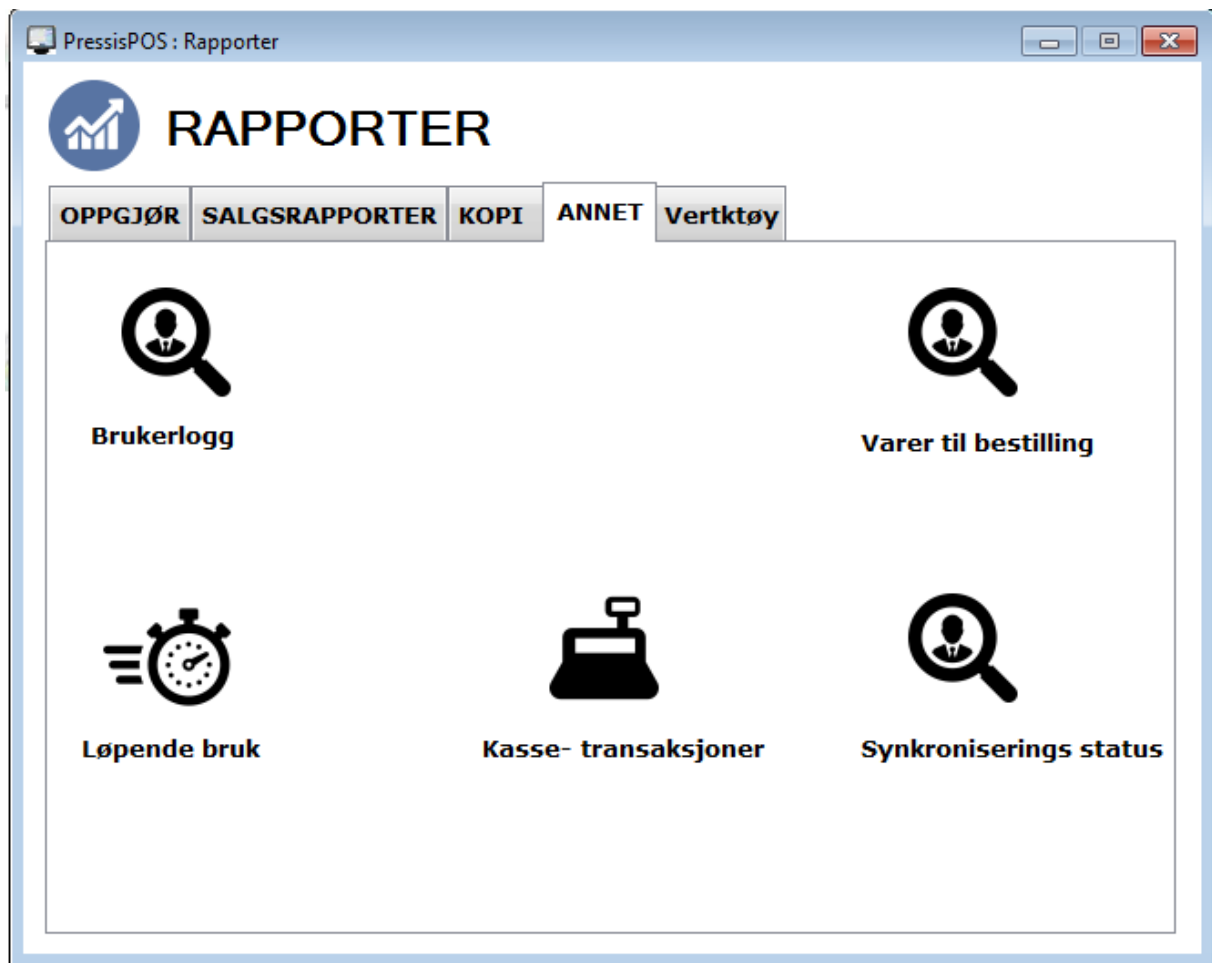 PressisPOS : Rapporter
RAPPORTER
OPPGJØR SALGSRAPPORTER KOPI ANNET Vertktøy
Brukerlogg
Varer til bestilling
Løpende bruk
Kasse- transaksjoner
Synkroniserings status